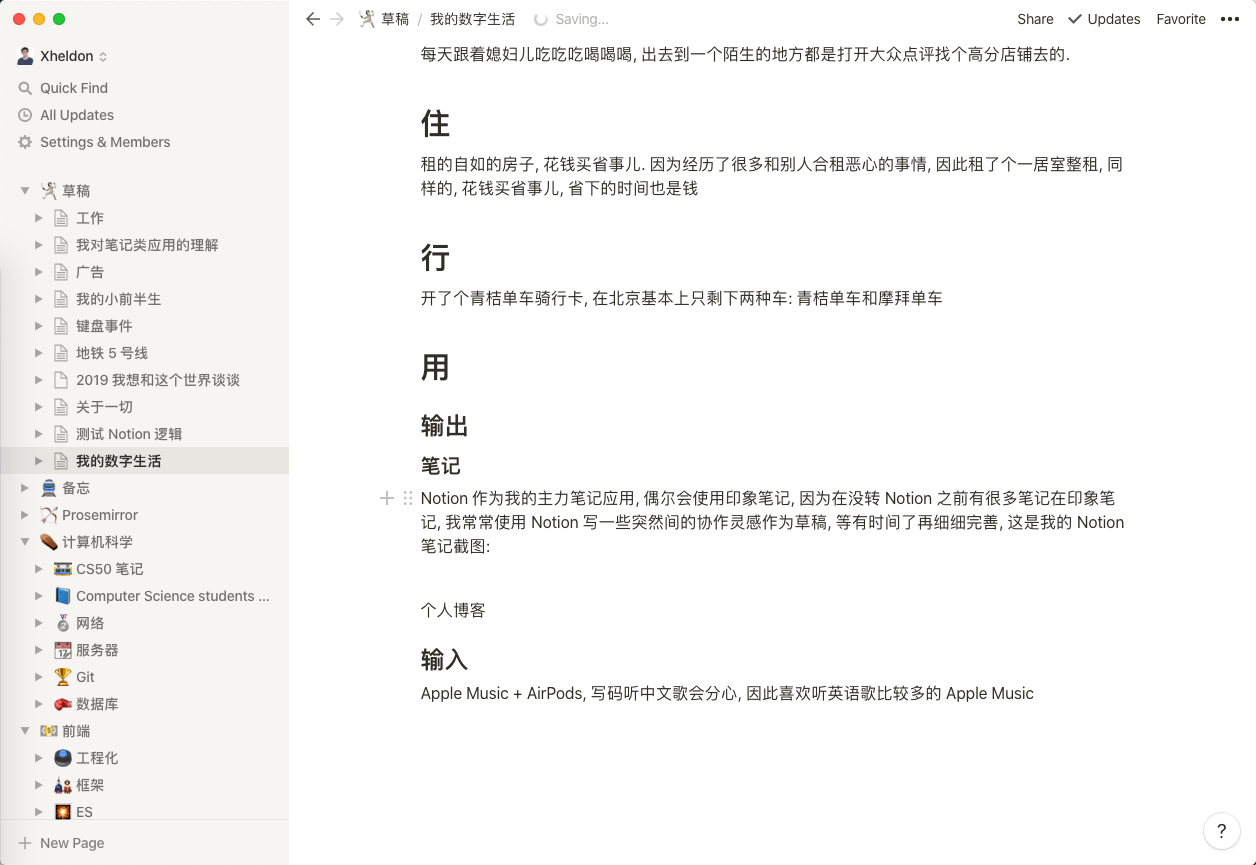 Xheldon
Quick Find
All Updates
Settings & Members
草稿
工作
我对笔记类应用的理解
广告
我的小前半生
键盘事件
地铁 5 号线
2019 我想和这个世界谈谈
关于一切
测试 Notion 逻辑
我的数字生活
备忘
Prosemirror
计算机科学
CS50 笔记
Computer Science students ...
网络
服务器
Git
数据库
前端
工程化
框架
ES
New Page
草稿 / 我的数字生活 Saving...
Share Updates Favorite
每天跟着媳妇儿吃吃吃喝喝喝, 出去到一个陌生的地方都是打开大众点评找个高分店铺去的.
住
租的自如的房子, 花钱买省事儿. 因为经历了很多和别人合租恶心的事情, 因此租了个一居室整租, 同
样的, 花钱买省事儿, 省下的时间也是钱
行
开了个青桔单车骑行卡, 在北京基本上只剩下两种车: 青桔单车和摩拜单车
用
输出
笔记
Notion 作为我的主力笔记应用, 偶尔会使用印象笔记, 因为在没转 Notion 之前有很多笔记在印象笔
记, 我常常使用 Notion 写一些突然间的协作灵感作为草稿, 等有时间了再细细完善, 这是我的 Notion
笔记截图:
个人博客
输入
Apple Music + AirPods, 写码听中文歌会分心, 因此喜欢听英语歌比较多的 Apple Music
?